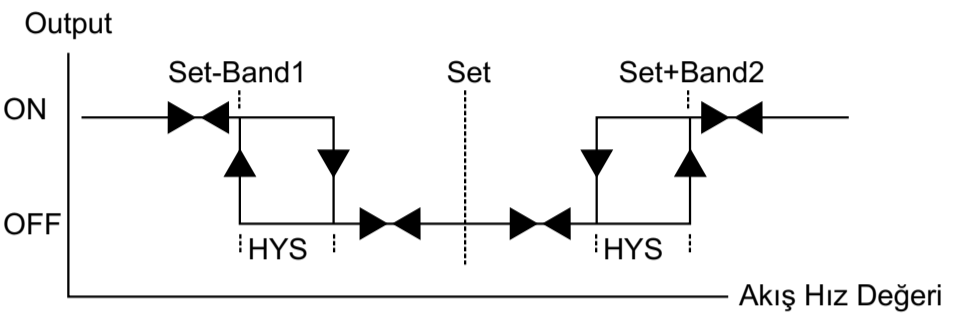 Output
Set-Band1
Set
Set+Band2
ON
OFF
HYS
HYS
Akış Hız Değeri